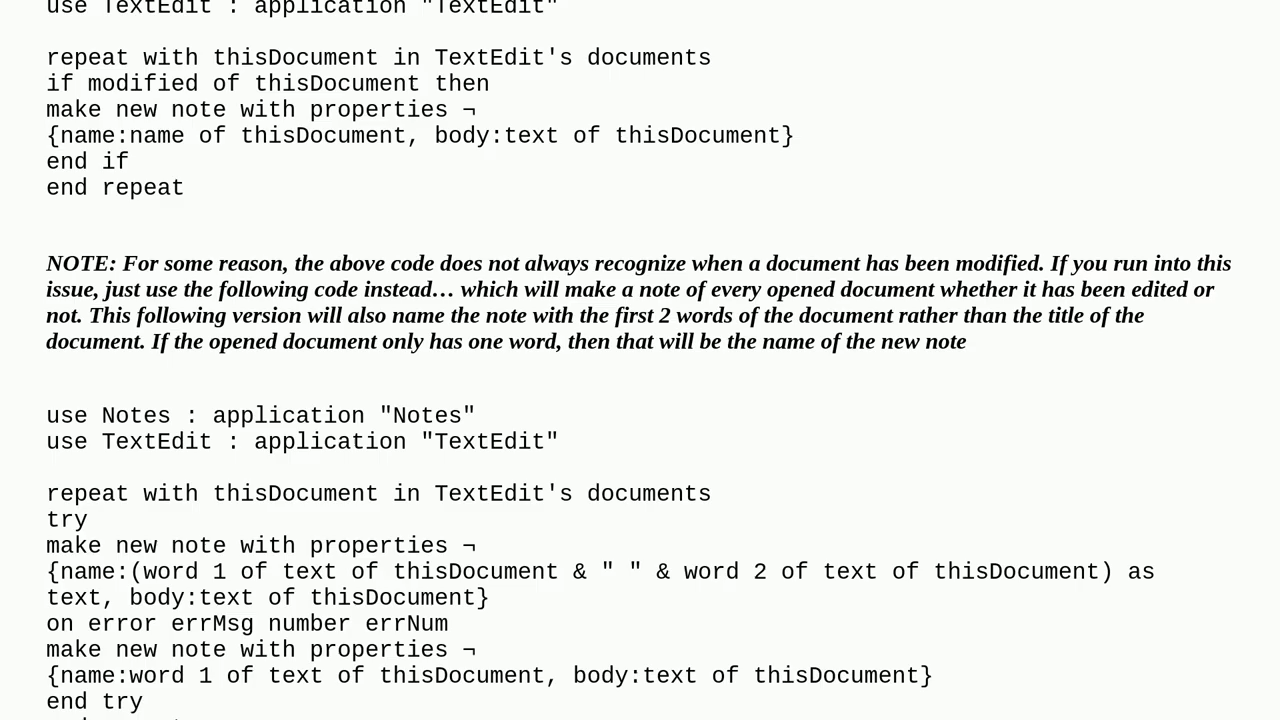 use TextEdit : application "TextEdit"
repeat with thisDocument in TextEdit's documents
if modified of thisDocument then
make new note with properties ¬
{name:name of thisDocument, body:text of thisDocument}
end if
end repeat
NOTE: For some reason, the above code does not always recognize when a document has been modified. If you run into this
issue, just use the following code instead… which will make a note of every opened document whether it has been edited or
not. This following version will also name the note with the first 2 words of the document rather than the title of the
document. If the opened document only has one word, then that will be the name of the new note
use Notes : application "Notes"
use TextEdit : application "TextEdit"
repeat with thisDocument in TextEdit's documents
try
make new note with properties ¬
{name:(word 1 of text of thisDocument & " " & word 2 of text of thisDocument) as
text, body:text of thisDocument}
on error errMsg number errNum
make new note with properties ¬
{name:word 1 of text of thisDocument, body:text of thisDocument}
end try